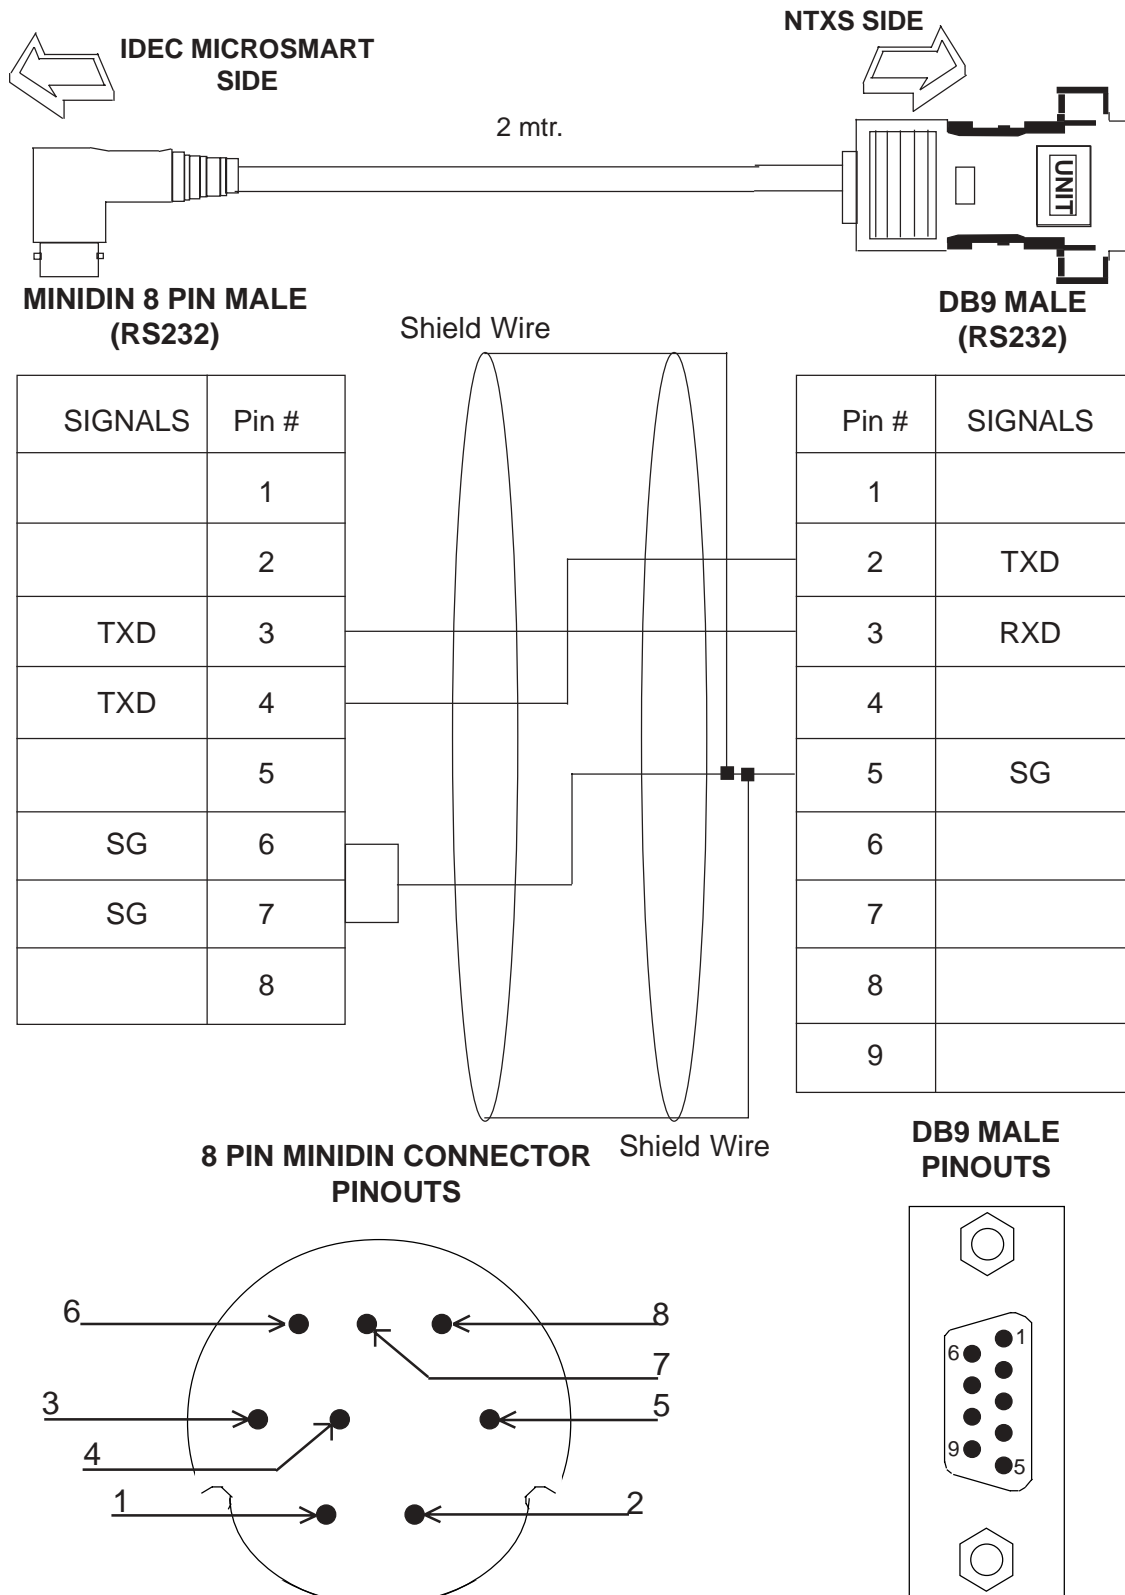 NTXS SIDE
IDEC MICROSMART
SIDE
2 mtr.
UNIT
MINIDIN 8 PIN MALE
(RS232)
DB9 MALE
(RS232)
Shield Wire
SIGNALS Pin #
1
2
TXD 3
TXD 4
5
SG 6
SG 7
8
Pin # SIGNALS
1
2 TXD
3 RXD
4
5 SG
6
7
8
9
Shield Wire
8 PIN MINIDIN CONNECTOR
PINOUTS
DB9 MALE
PINOUTS
6
8
7
3
5
4
1
2
1
6
9
5